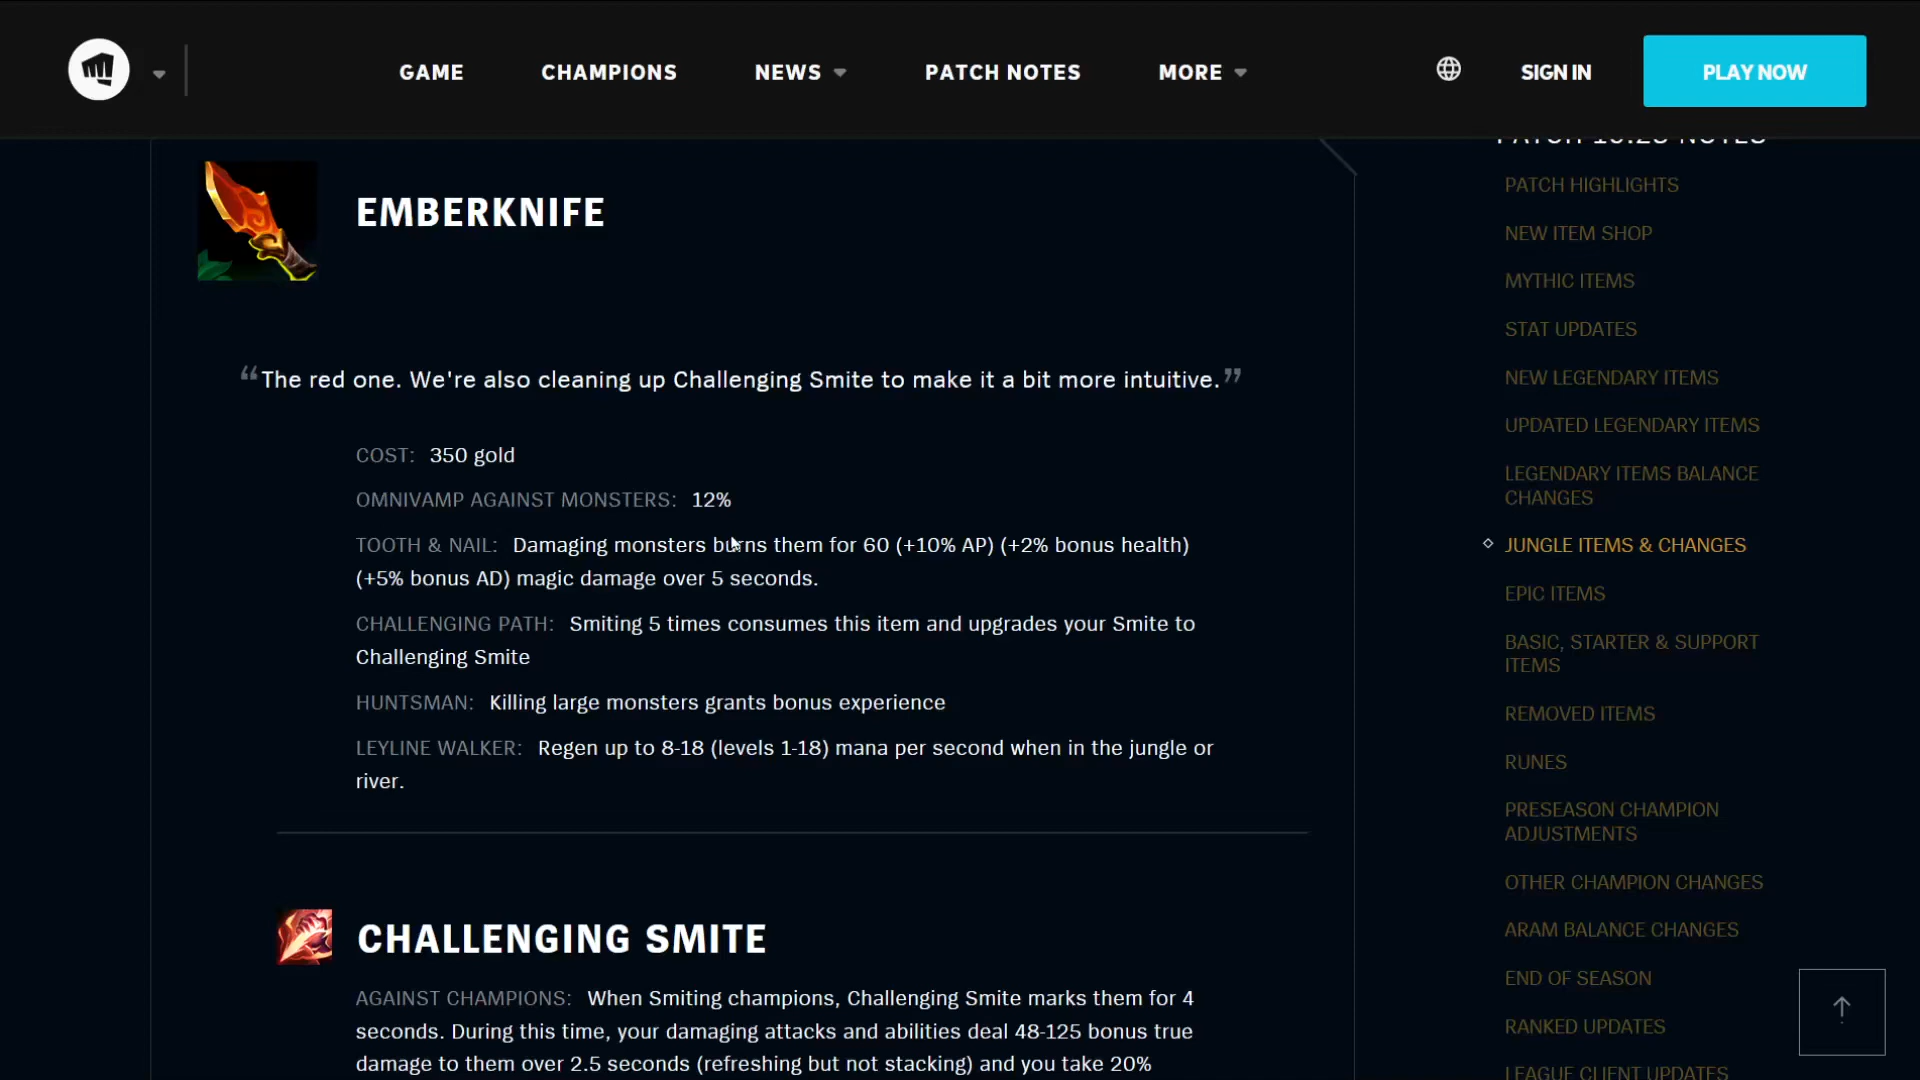 GAME
CHAMPIONS
NEWS
PATCH NOTES
MORE
SIGN IN
PLAY NOW
EMBERKNIFE
“The red one. We're also cleaning up Challenging Smite to make it a bit more intuitive.”
COST: 350 gold
OMNIVAMP AGAINST MONSTERS: 12%
TOOTH & NAIL: Damaging monsters burns them for 60 (+10% AP) (+2% bonus health)
(+5% bonus AD) magic damage over 5 seconds.
CHALLENGING PATH: Smiting 5 times consumes this item and upgrades your Smite to
Challenging Smite
HUNTSMAN: Killing large monsters grants bonus experience
LEYLINE WALKER: Regen up to 8-18 (levels 1-18) mana per second when in the jungle or
river.
CHALLENGING SMITE
AGAINST CHAMPIONS: When Smiting champions, Challenging Smite marks them for 4
seconds. During this time, your damaging attacks and abilities deal 48-125 bonus true
damage to them over 2.5 seconds (refreshing but not stacking) and you take 20%
PATCH 10.23 NOTES
PATCH HIGHLIGHTS
NEW ITEM SHOP
MYTHIC ITEMS
STAT UPDATES
NEW LEGENDARY ITEMS
UPDATED LEGENDARY ITEMS
LEGENDARY ITEMS BALANCE
CHANGES
JUNGLE ITEMS & CHANGES
EPIC ITEMS
BASIC, STARTER & SUPPORT
ITEMS
REMOVED ITEMS
RUNES
PRESEASON CHAMPION
ADJUSTMENTS
OTHER CHAMPION CHANGES
ARAM BALANCE CHANGES
END OF SEASON
RANKED UPDATES
LEAGUE CLIENT UPDATES